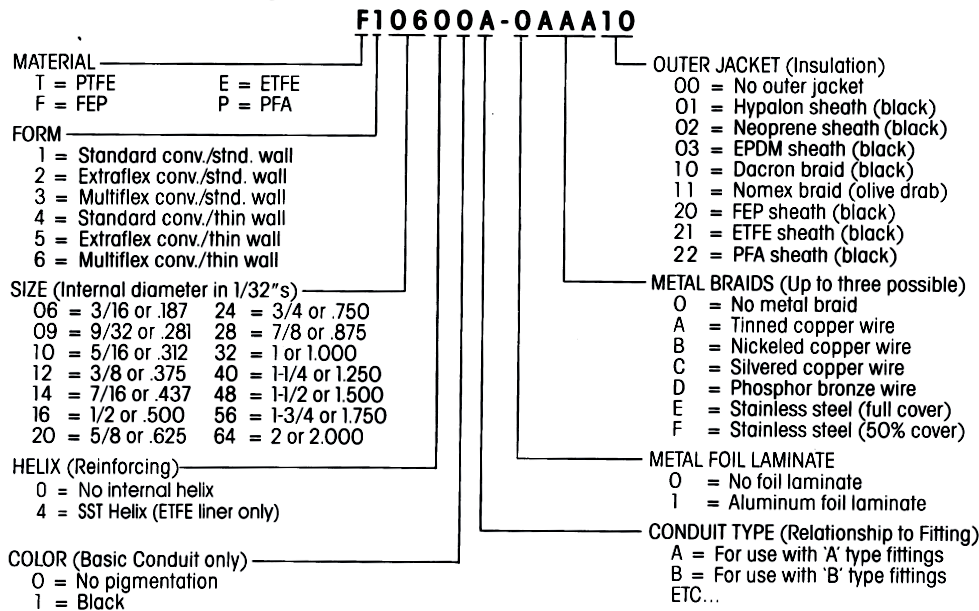 F10600A-0AAA10
MATERIAL
T = PTFE E = ETFE
F = FEP P = PFA
FORM
1 = Standard conv./stnd. wall
2 = Extraflex conv./stnd. wall
3 = Multiflex conv./stnd. wall
4 = Standard conv./thin wall
5 = Extraflex conv./thin wall
6 = Multiflex conv./thin wall
SIZE (Internal diameter in 1/32"s)
06 = 3/16 or .187 24 = 3/4 or .750
09 = 9/32 or .281 28 = 7/8 or .875
10 = 5/16 or .312 32 = 1 or 1.000
12 = 3/8 or .375 40 = 1-1/4 or 1.250
14 = 7/16 or .437 48 = 1-1/2 or 1.500
16 = 1/2 or .500 56 = 1-3/4 or 1.750
20 = 5/8 or .625 64 = 2 or 2.000
HELIX (Reinforcing)
0 = No internal helix
4 = SST Helix (ETFE liner only)
COLOR (Basic Conduit only)
0 = No pigmentation
1 = Black
OUTER JACKET (Insulation)
00 = No outer jacket
01 = Hypalon sheath (black)
02 = Neoprene sheath (black)
03 = EPDM sheath (black)
10 = Dacron braid (black)
11 = Nomex braid (olive drab)
20 = FEP sheath (black)
21 = ETFE sheath (black)
22 = PFA sheath (black)
METAL BRAIDS (Up to three possible)
0 = No metal braid
A = Tinned copper wire
B = Nickeled copper wire
C = Silvered copper wire
D = Phosphor bronze wire
E = Stainless steel (full cover)
F = Stainless steel (50% cover)
METAL FOIL LAMINATE
0 = No foil laminate
1 = Aluminum foil laminate
CONDUIT TYPE (Relationship to Fitting)
A = For use with 'A' type fittings
B = For use with 'B' type fittings
ETC...